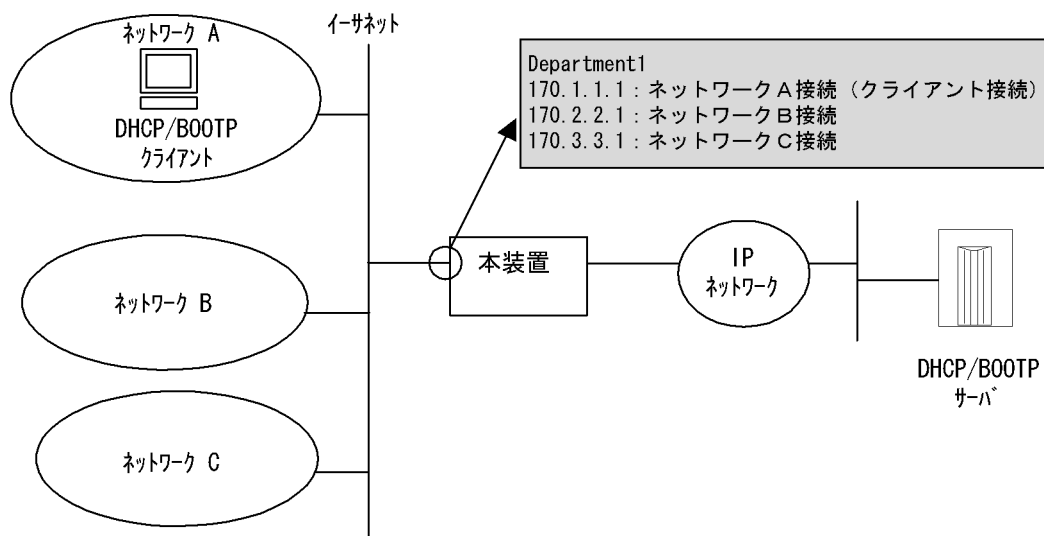 ネットワーク A
DHCP/BOOTP
クライアント
イーサネット
Department1
170.1.1.1：ネットワークA接続（クライアント接続）
170.2.2.1：ネットワークB接続
170.3.3.1：ネットワークC接続
本装置
IP
ネットワーク
DHCP/BOOTP
サーバ
ネットワーク B
ネットワーク C